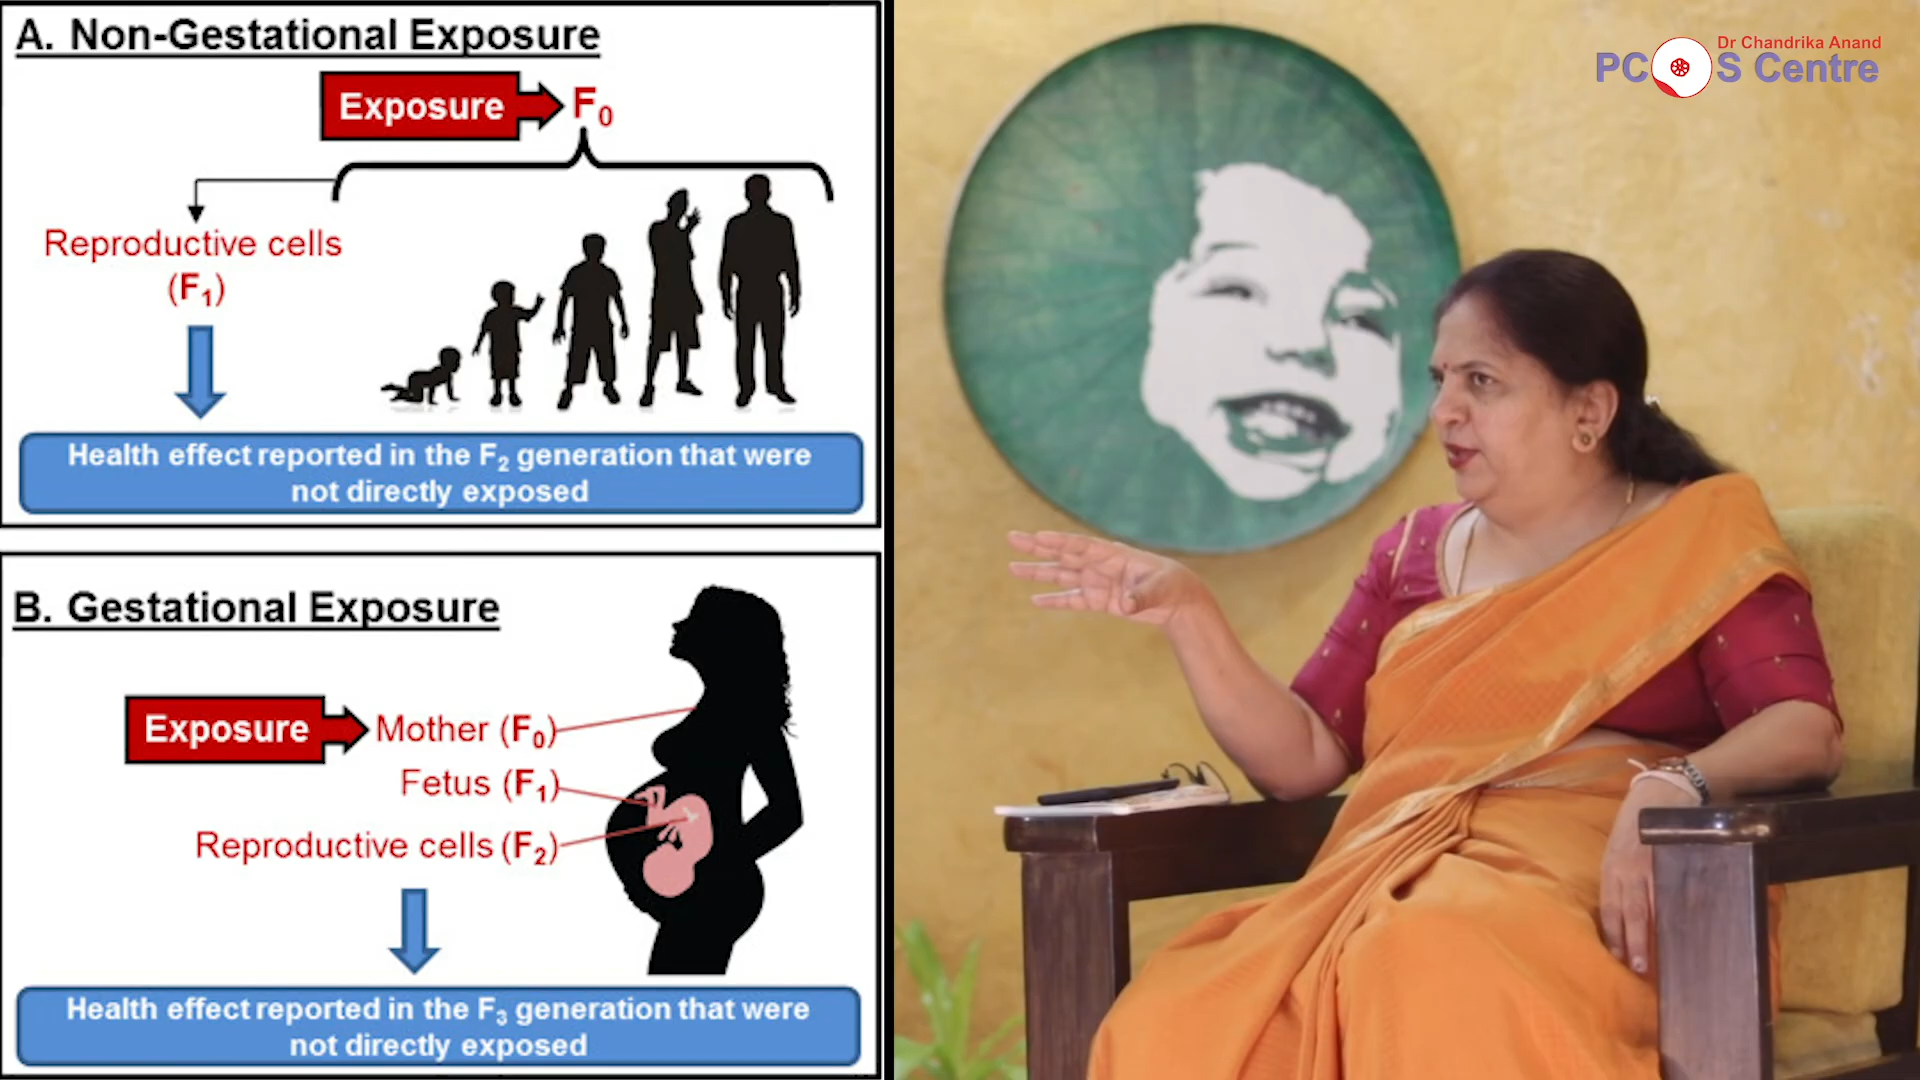 A. Non-Gestational Exposure
Exposure
F0
Reproductive cells
(F1)
Health effect reported in the F2 generation that were
not directly exposed
B. Gestational Exposure
Exposure
Mother (F0)
Fetus (F1)
Reproductive cells (F2)
Health effect reported in the F3 generation that were
not directly exposed
Dr Chandrika Anand
PCOS Centre